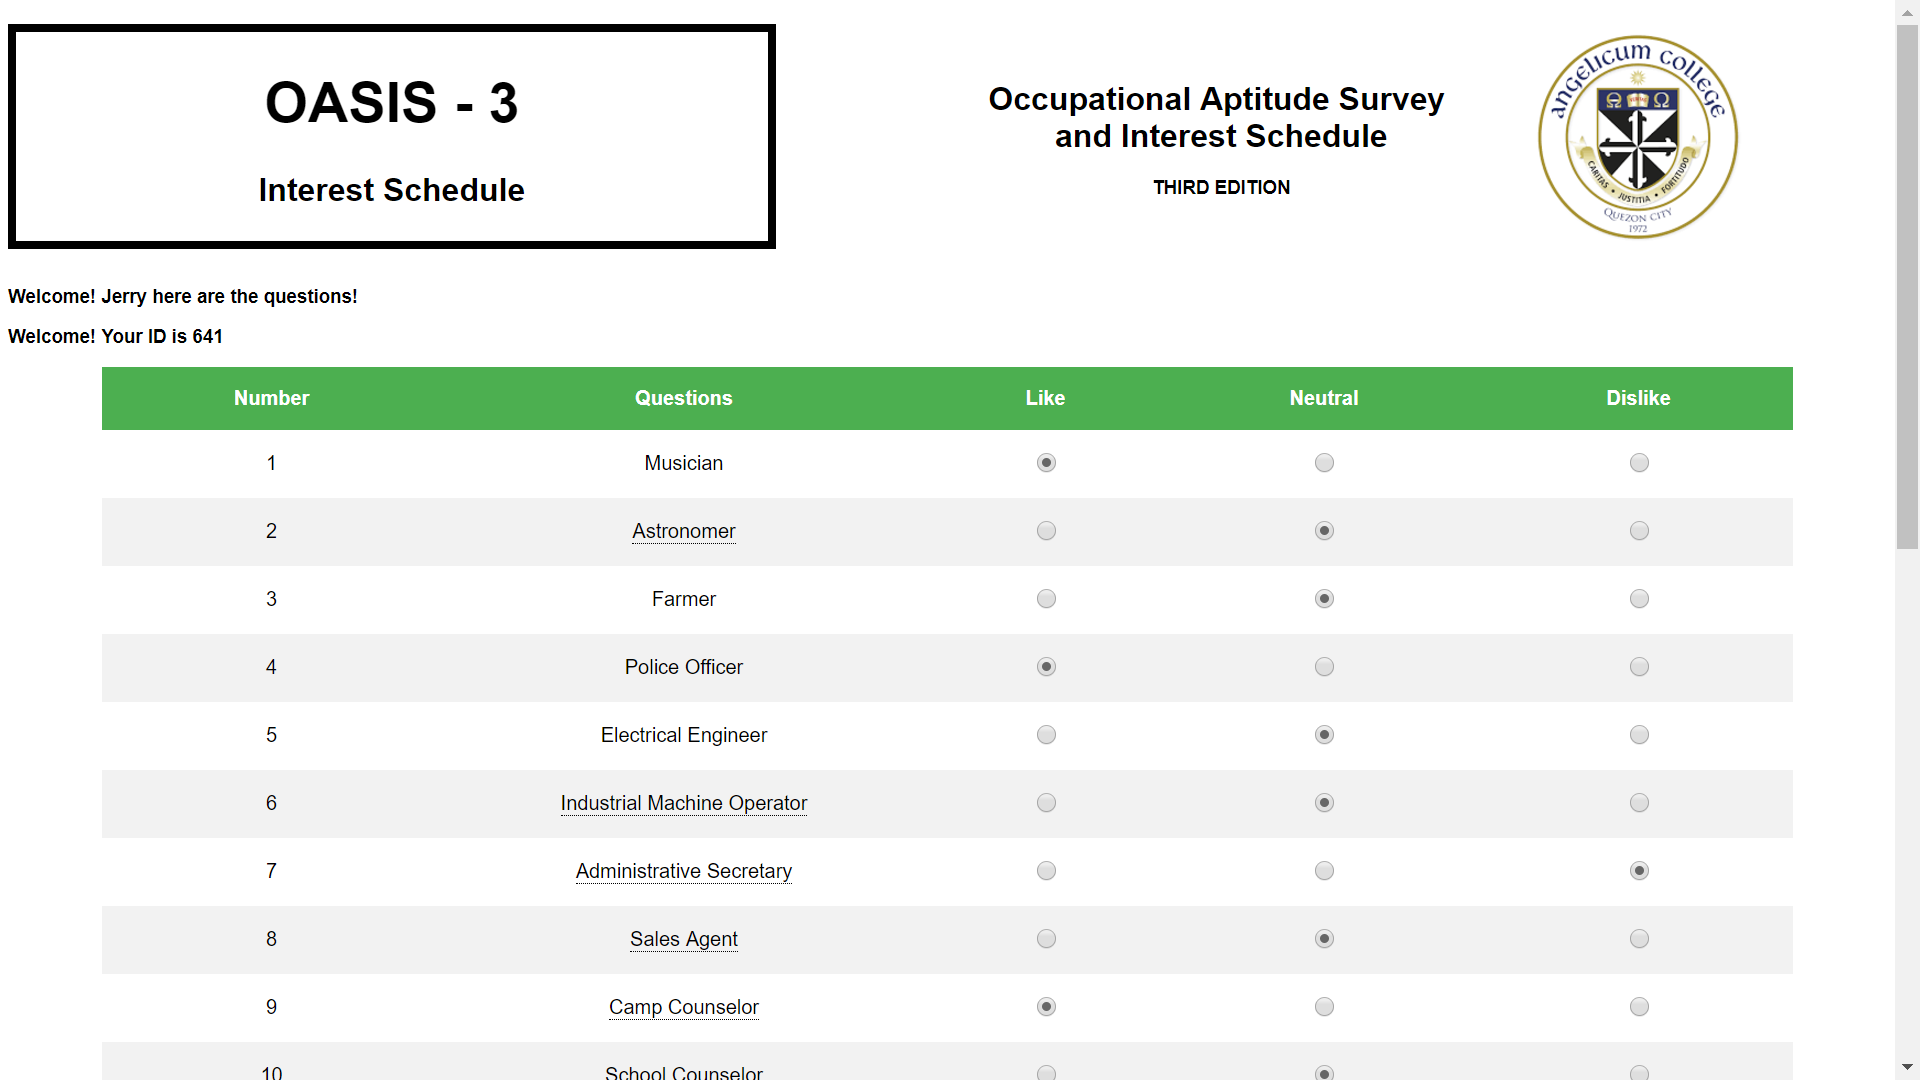 OASIS - 3
Interest Schedule
Occupational Aptitude Survey
and Interest Schedule
THIRD EDITION
angelicum college
VERITAS
CARITAS • JUSTITIA • FORTITUDO
QUEZON CITY
1972
Welcome! Jerry here are the questions!
Welcome! Your ID is 641
Number Questions Like Neutral Dislike
1 Musician
2 Astronomer
3 Farmer
4 Police Officer
5 Electrical Engineer
6 Industrial Machine Operator
7 Administrative Secretary
8 Sales Agent
9 Camp Counselor
10 School Counselor